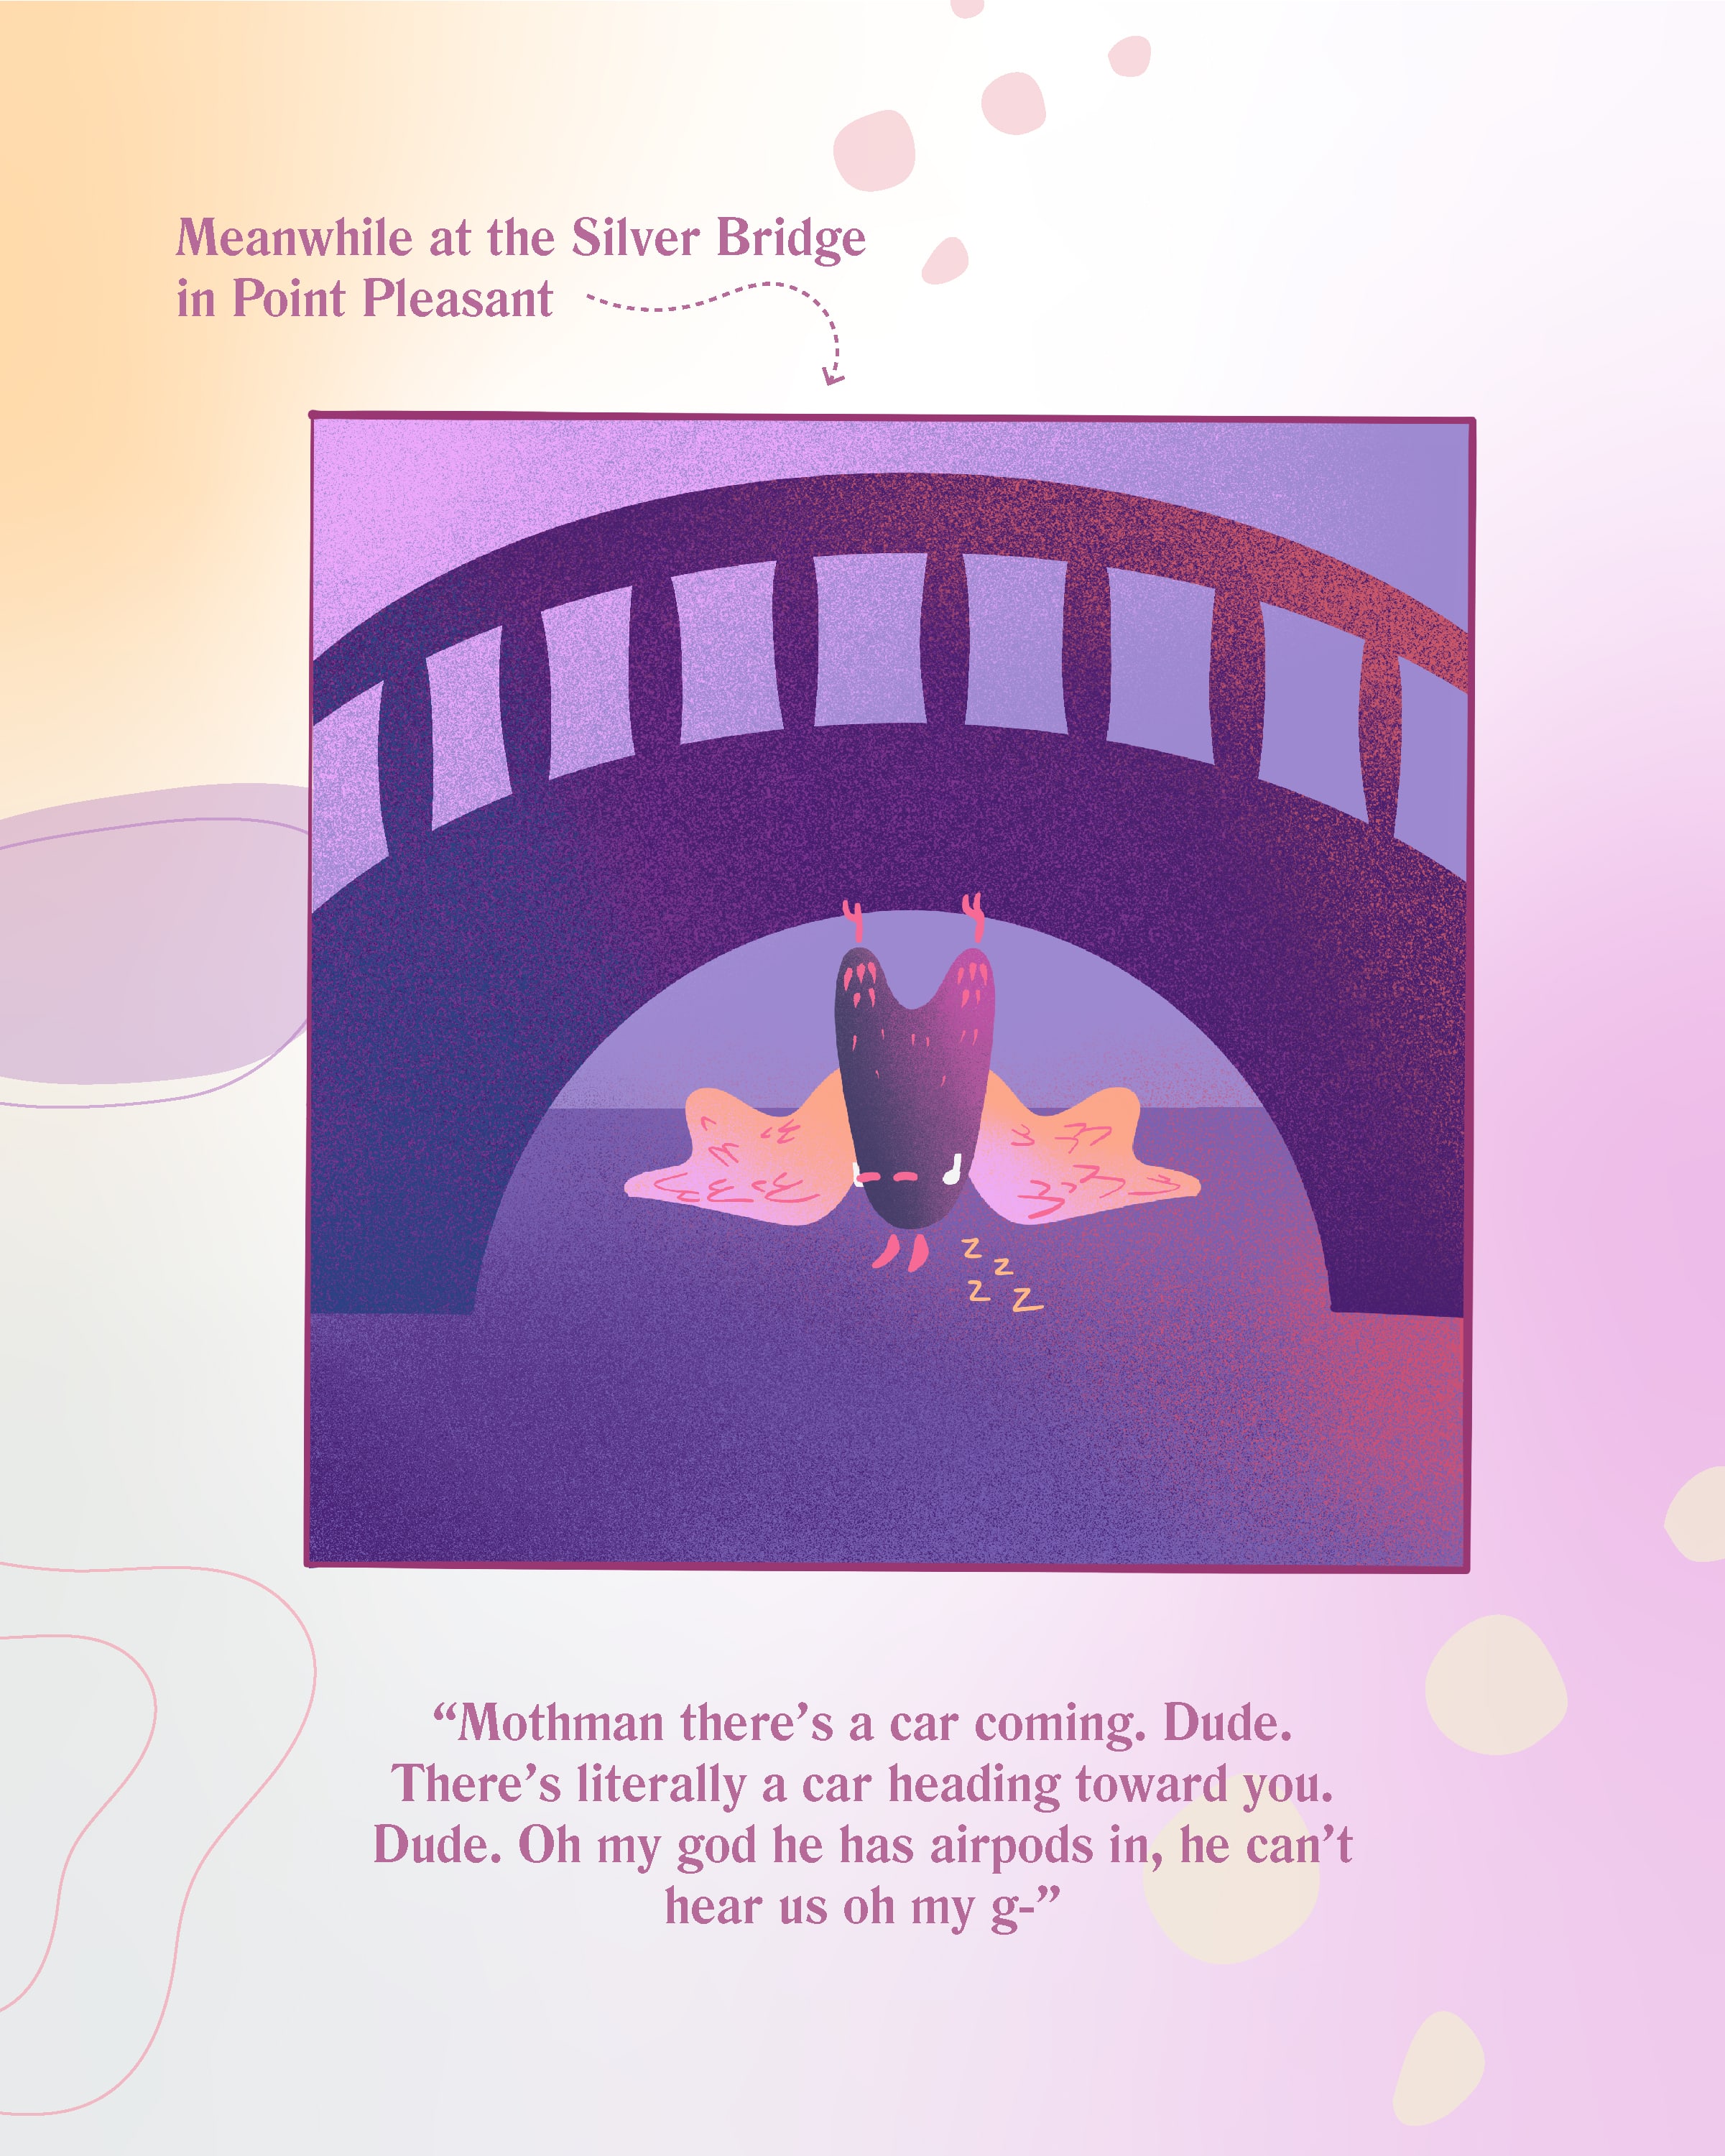 Meanwhile at the Silver Bridge
in Point Pleasant
z
z
z
z
“Mothman there’s a car coming. Dude.
There’s literally a car heading toward you.
Dude. Oh my god he has airpods in, he can’t
hear us oh my g-”